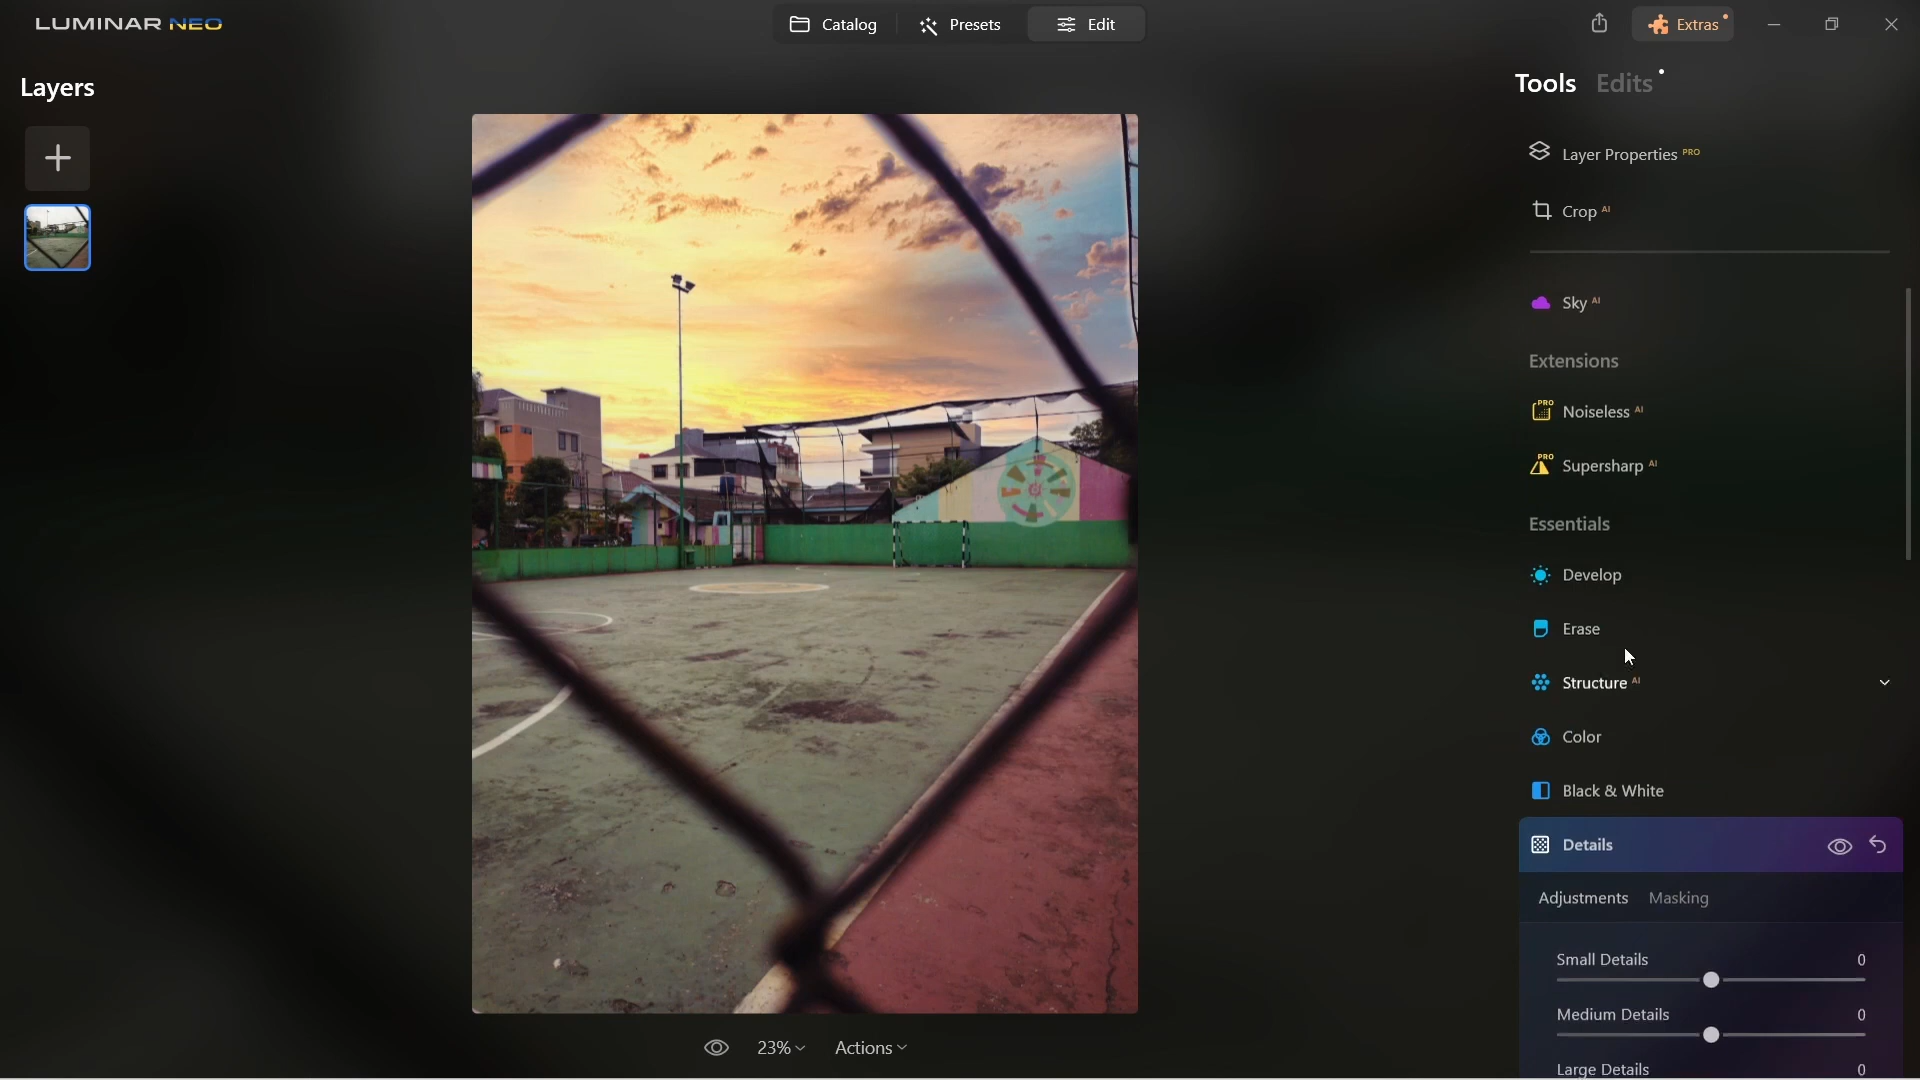 LUMINAR NEO
Catalog
Presets
Edit
Extras
Layers
Tools
Edits
Layer Properties PRO
Crop AI
Sky AI
Extensions
PRO
Noiseless AI
PRO
Supersharp AI
Essentials
Develop
Erase
Structure AI
Color
Black & White
Details
Adjustments
Masking
Small Details 0
Medium Details 0
Large Details 0
23%
Actions